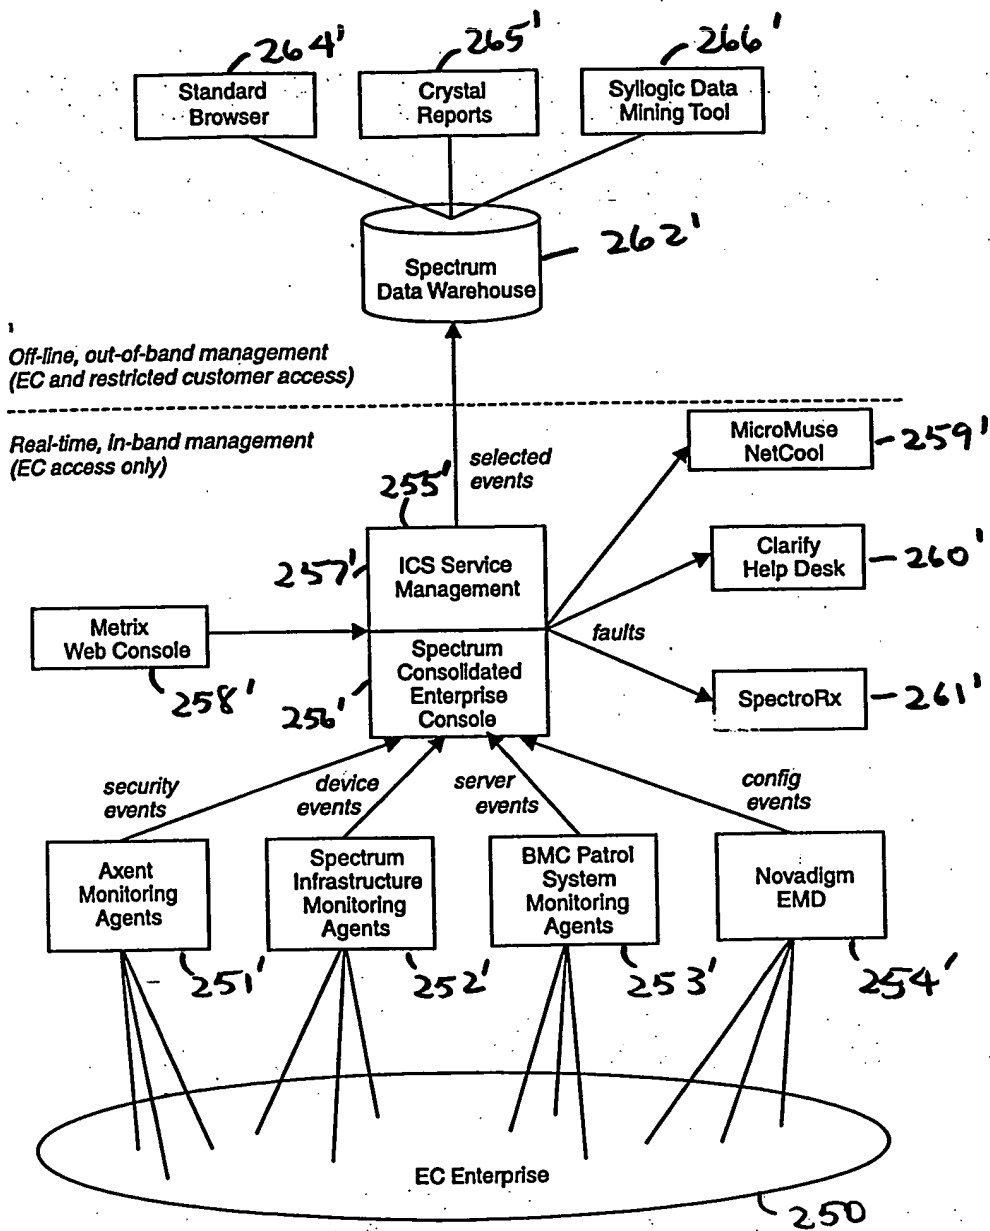 264'
265'
266'
Standard
Browser
Crystal
Reports
Syllogic Data
Mining Tool
262'
Spectrum
Data Warehouse
Off-line, out-of-band management
(EC and restricted customer access)
Real-time, in-band management
(EC access only)
selected
events
MicroMuse
NetCool
259'
255'
257'
ICS Service
Management
Clarify
Help Desk
260'
Metrix
Web Console
258'
Spectrum
Consolidated
Enterprise
Console
256'
faults
SpectroRx
261'
security
events
device
events
server
events
config
events
Axent
Monitoring
Agents
251'
Spectrum
Infrastructure
Monitoring
Agents
252'
BMC Patrol
System
Monitoring
Agents
253'
Novadigm
EMD
254'
EC Enterprise
250